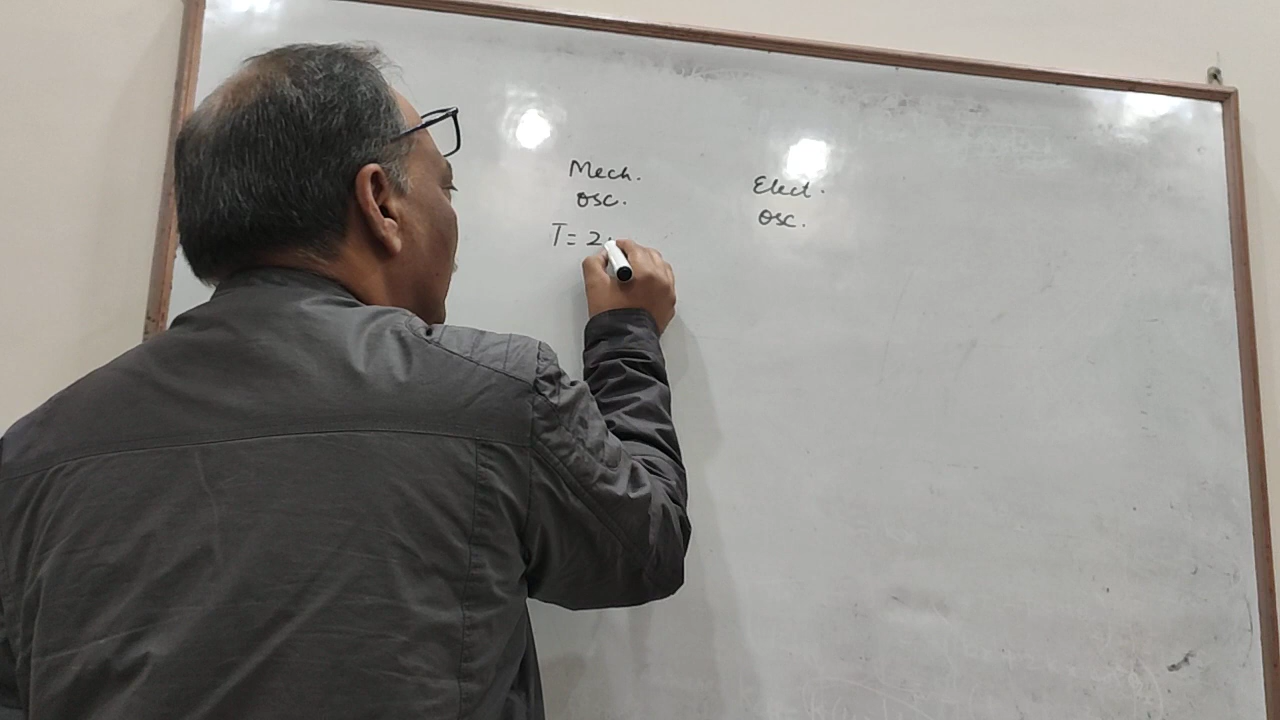 Mech.
osc.
Elect.
osc.
T= 2